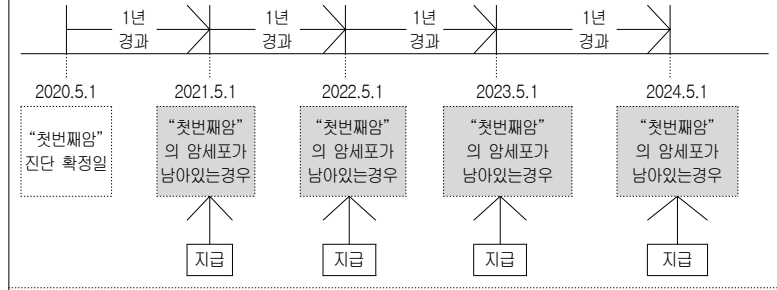 1년 1년 1년 1년
경과 경과 경과 경과
2020.5.1 2021.5.1 2022.5.1 2023.5.1 2024.5.1
“첫번째암”
진단 확정일
“첫번째암”
의 암세포가
남아있는경우
“첫번째암”
의 암세포가
남아있는경우
“첫번째암”
의 암세포가
남아있는경우
“첫번째암”
의 암세포가
남아있는경우
지급 지급 지급 지급